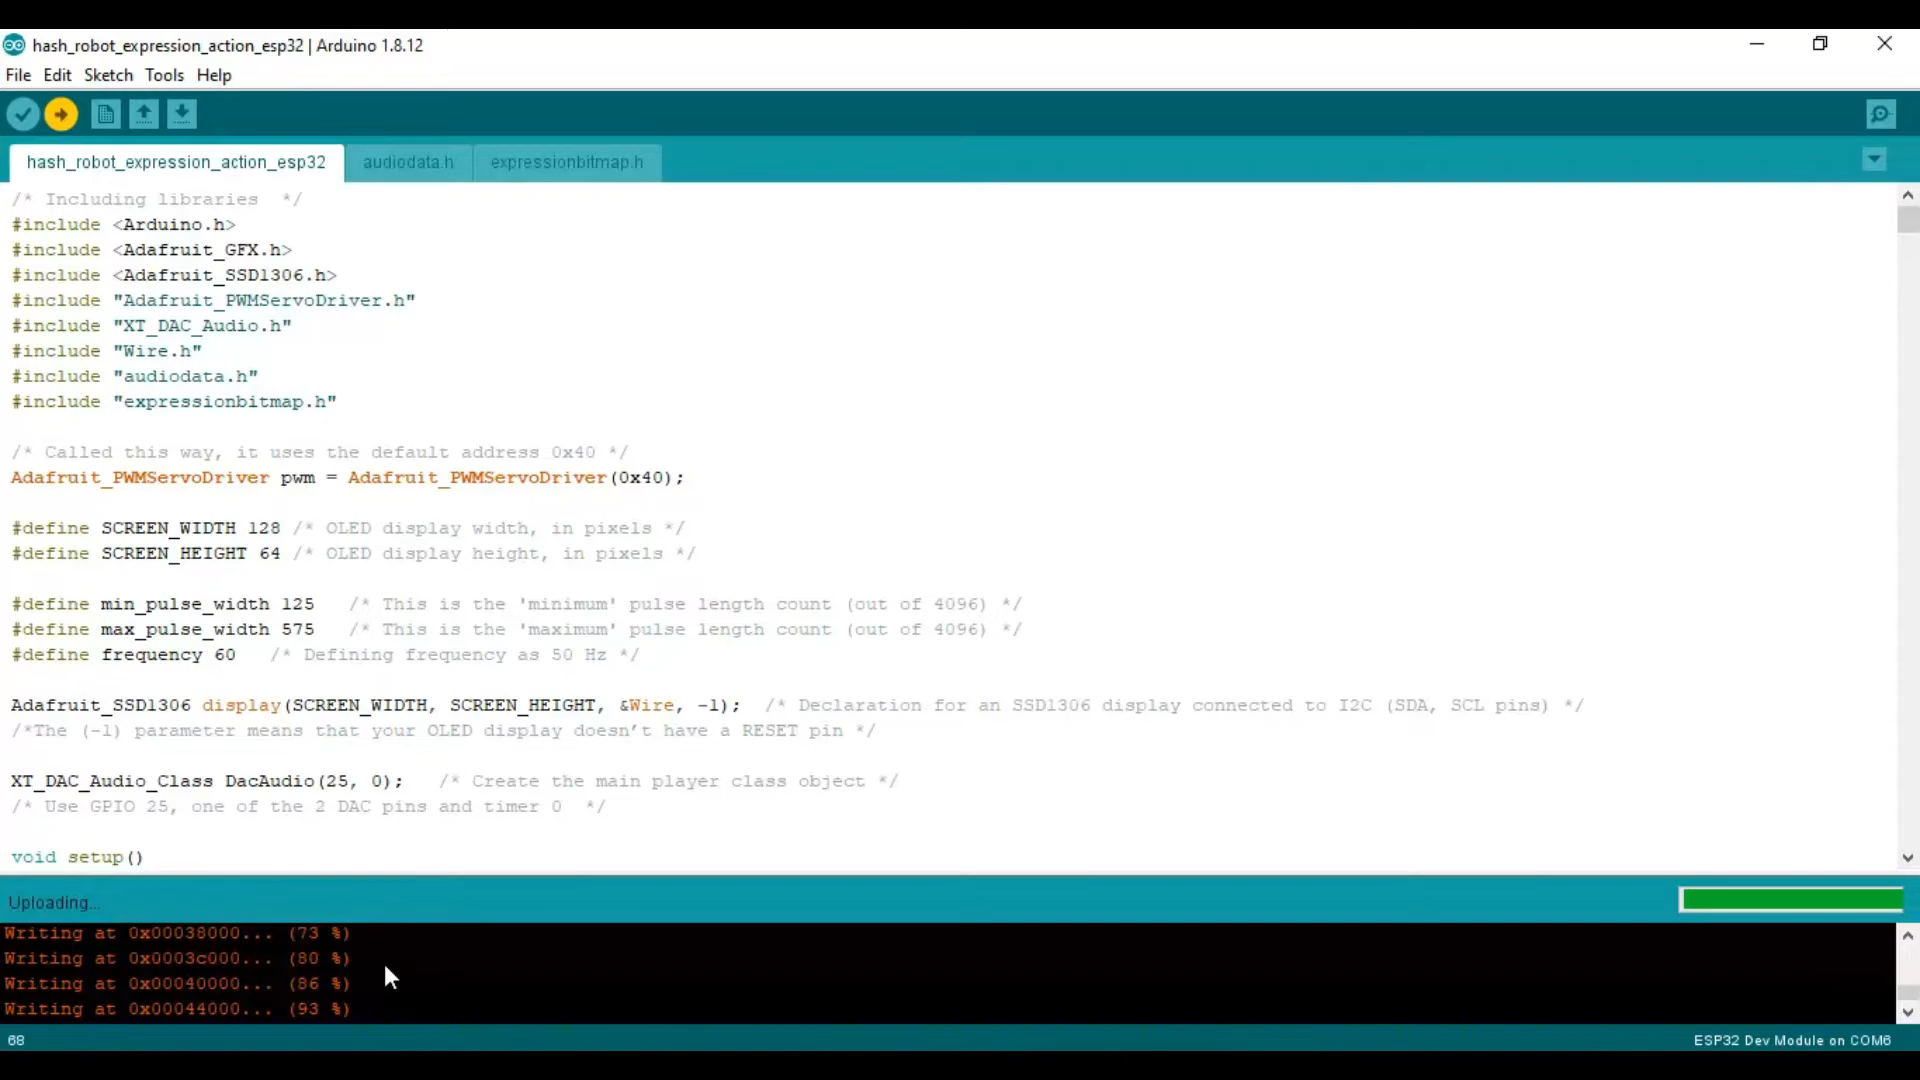 hash_robot_expression_action_esp32 | Arduino 1.8.12
File Edit Sketch Tools Help
hash_robot_expression_action_esp32 audiodata.h expressionbitmap.h
/* Including libraries  */
#include <Arduino.h>
#include <Adafruit_GFX.h>
#include <Adafruit_SSD1306.h>
#include "Adafruit_PWMServoDriver.h"
#include "XT_DAC_Audio.h"
#include "Wire.h"
#include "audiodata.h"
#include "expressionbitmap.h"
/* Called this way, it uses the default address 0x40 */
Adafruit_PWMServoDriver pwm = Adafruit_PWMServoDriver(0x40);
#define SCREEN_WIDTH 128 /* OLED display width, in pixels */
#define SCREEN_HEIGHT 64 /* OLED display height, in pixels */
#define min_pulse_width 125   /* This is the 'minimum' pulse length count (out of 4096) */
#define max_pulse_width 575   /* This is the 'maximum' pulse length count (out of 4096) */
#define frequency 60   /* Defining frequency as 50 Hz */
Adafruit_SSD1306 display(SCREEN_WIDTH, SCREEN_HEIGHT, &Wire, -1);  /* Declaration for an SSD1306 display connected to I2C (SDA, SCL pins) */
/*The (-1) parameter means that your OLED display doesn’t have a RESET pin */
XT_DAC_Audio_Class DacAudio(25, 0);   /* Create the main player class object */
/* Use GPIO 25, one of the 2 DAC pins and timer 0  */
void setup()
Uploading...
Writing at 0x00038000... (73 %)
Writing at 0x0003c000... (80 %)
Writing at 0x00040000... (86 %)
Writing at 0x00044000... (93 %)
68 ESP32 Dev Module on COM6